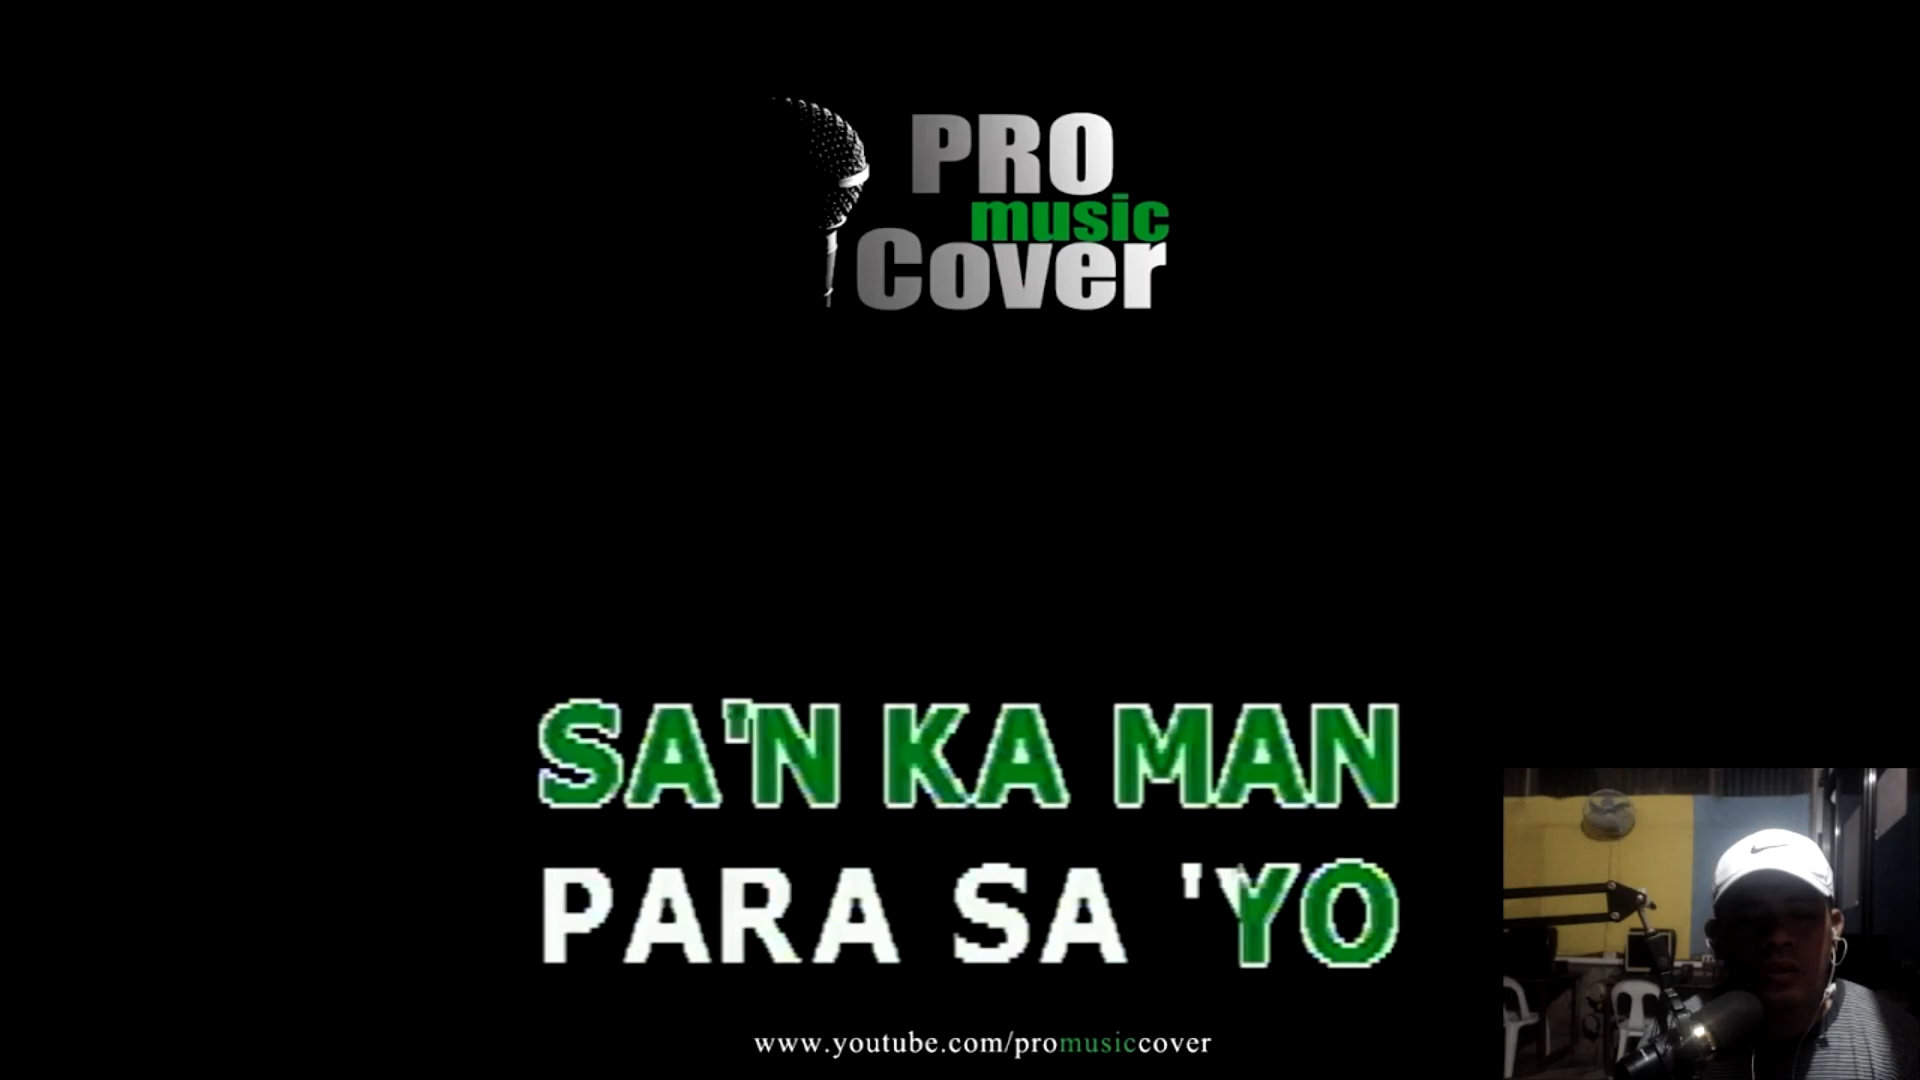 PRO
music
Cover
SA'N KA MAN
PARA SA 'YO
www.youtube.com/promusiccover